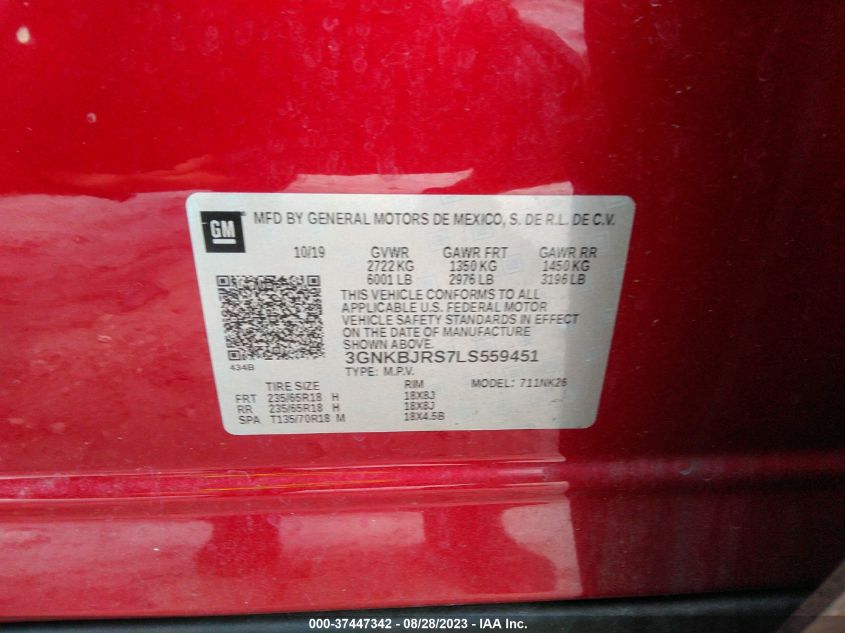 GM
MFD BY GENERAL MOTORS DE MEXICO, S. DE R.L. DE C.V.
10/19 GVWR GAWR FRT GAWR RR
2722 KG 1350 KG 1450 KG
6001 LB 2976 LB 3196 LB
THIS VEHICLE CONFORMS TO ALL
APPLICABLE U.S. FEDERAL MOTOR
VEHICLE SAFETY STANDARDS IN EFFECT
ON THE DATE OF MANUFACTURE
SHOWN ABOVE.
434B
3GNKBJRS7LS559451
TYPE: M.P.V.
TIRE SIZE RIM MODEL: 711NK26
FRT 235/65R18 H 18X8J
RR 235/65R18 H 18X8J
SPA T135/70R18 M 18X4.5B
000-37447342 - 08/28/2023 - IAA Inc.